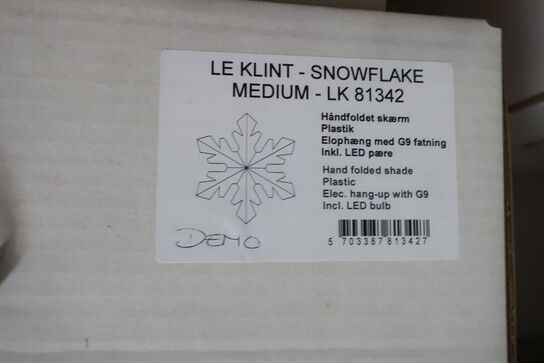 LE KLINT - SNOWFLAKE
MEDIUM - LK 81342
Håndfoldet skærm
Plastik
Elophæng med G9 fatning
Inkl. LED pære
Hand folded shade
Plastic
Elec. hang-up with G9
Incl. LED bulb
DEMO
5 703387 813427